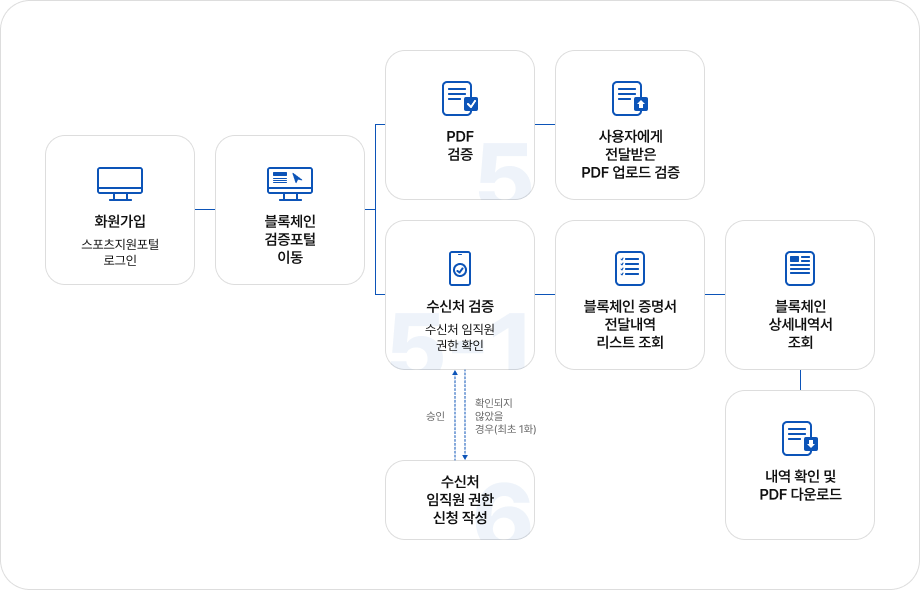 화원가입
스포츠지원포털
로그인
블록체인
검증포털
이동
5
PDF
검증
사용자에게
전달받은
PDF 업로드 검증
5-1
수신처 검증
수신처 임직원
권한 확인
블록체인 증명서
전달내역
리스트 조회
블록체인
상세내역서
조회
승인
확인되지
않았을
경우(최초 1화)
6
수신처
임직원 권한
신청 작성
내역 확인 및
PDF 다운로드